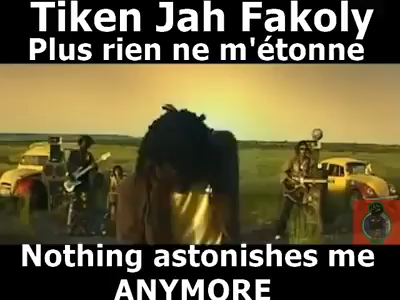 Tiken Jah Fakoly
Plus rien ne m'étonne
Nothing astonishes me
ANYMORE